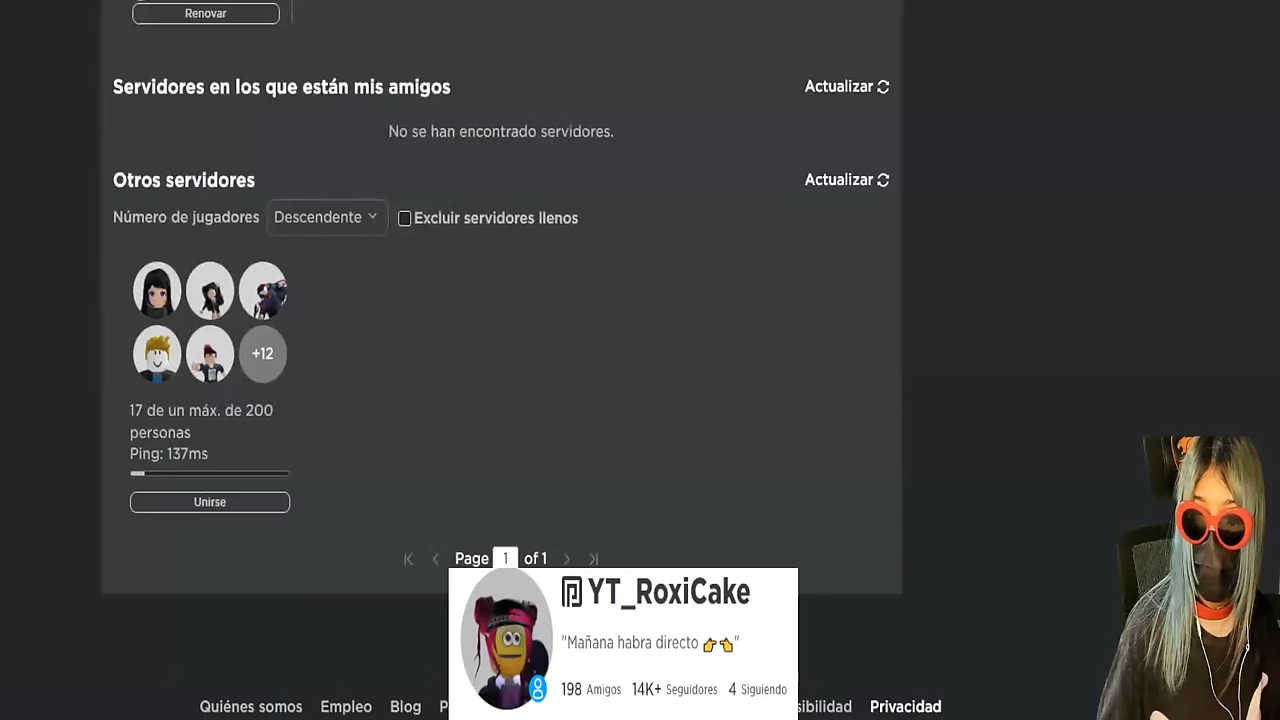 Renovar
Servidores en los que están mis amigos
Actualizar
No se han encontrado servidores.
Otros servidores
Actualizar
Número de jugadores
Descendente
Excluir servidores llenos
+12
17 de un máx. de 200
personas
Ping: 137ms
Unirse
Page 1 of 1
YT_RoxiCake
"Mañana habra directo 👉👈"
198 Amigos 14K+ Seguidores 4 Siguiendo
Quiénes somos Empleo Blog P
sibilidad Privacidad